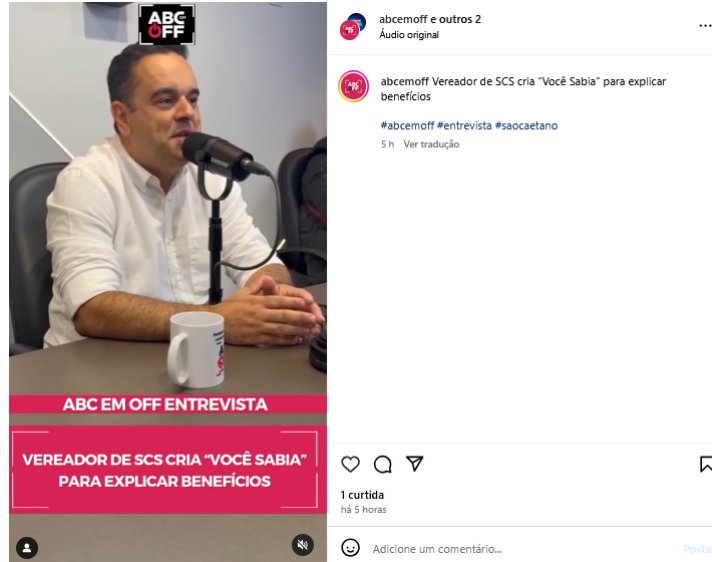 ABC
OFF
ABC EM OFF ENTREVISTA
VEREADOR DE SCS CRIA “VOCÊ SABIA”
PARA EXPLICAR BENEFÍCIOS
abcemoff e outros 2
Áudio original
abcemoff Vereador de SCS cria “Você Sabia” para explicar
benefícios
#abcemoff #entrevista #saocaetano
5 h Ver tradução
1 curtida
há 5 horas
Adicione um comentário...
Postar